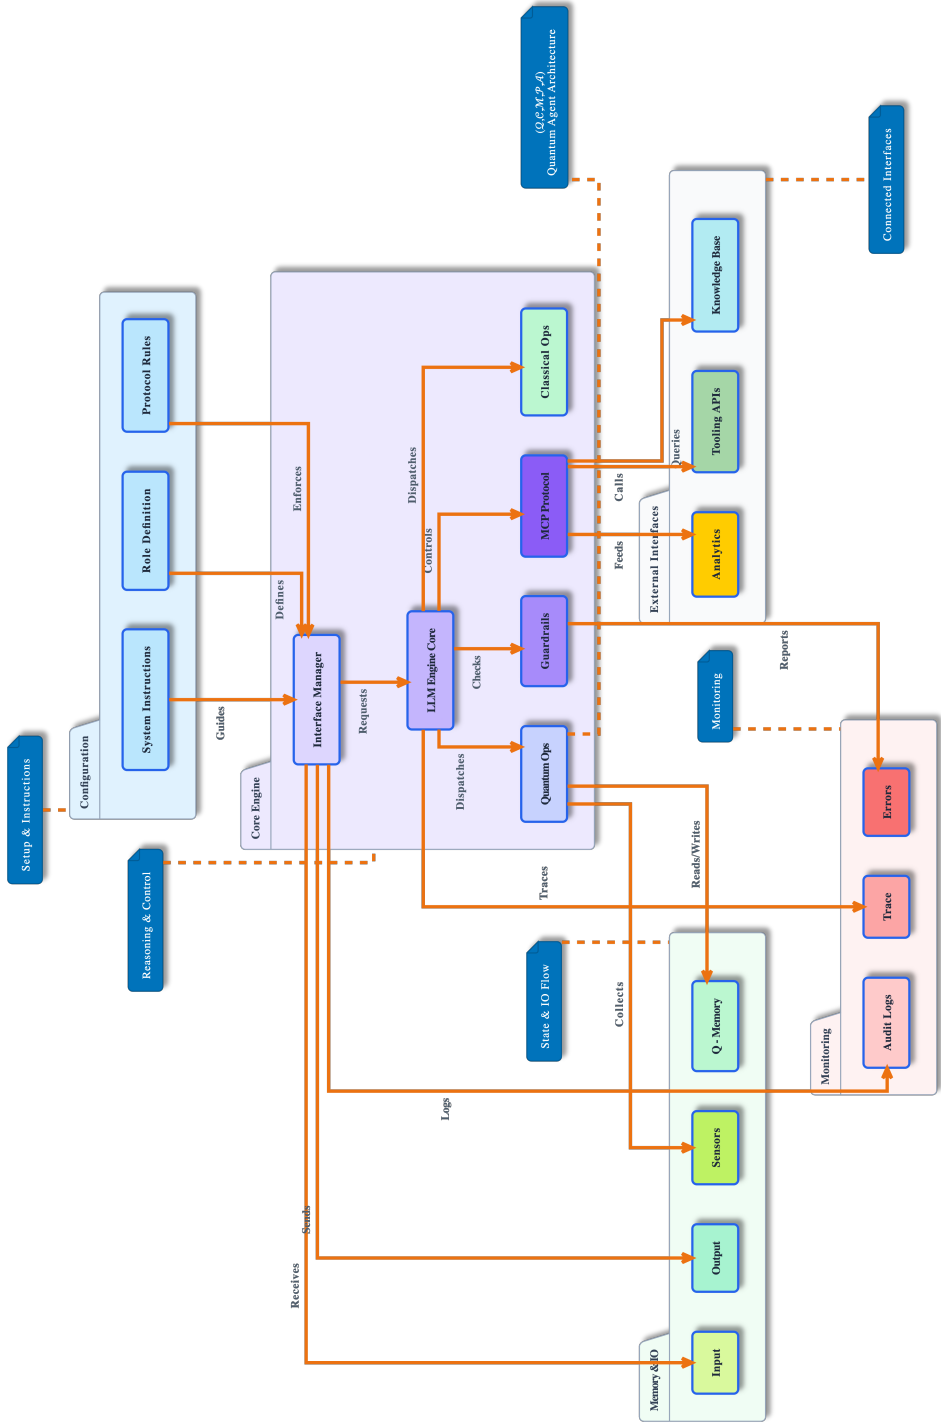 Setup & Instructions
Configuration
System Instructions
Role Definition
Protocol Rules
Guides
Defines
Enforces
Reasoning & Control
Core Engine
Interface Manager
Requests
LLM Engine Core
Dispatches
Checks
Controls
Dispatches
Quantum Ops
Guardrails
MCP Protocol
Classical Ops
(𝒬,𝒞,ℳ,𝒫,𝒜)
Quantum Agent Architecture
Receives
Sends
Logs
Traces
Collects
Reads/Writes
Feeds
Calls
Queries
Reports
State & IO Flow
Memory & IO
Input
Output
Sensors
Q - Memory
External Interfaces
Analytics
Tooling APIs
Knowledge Base
Connected Interfaces
Monitoring
Monitoring
Audit Logs
Trace
Errors